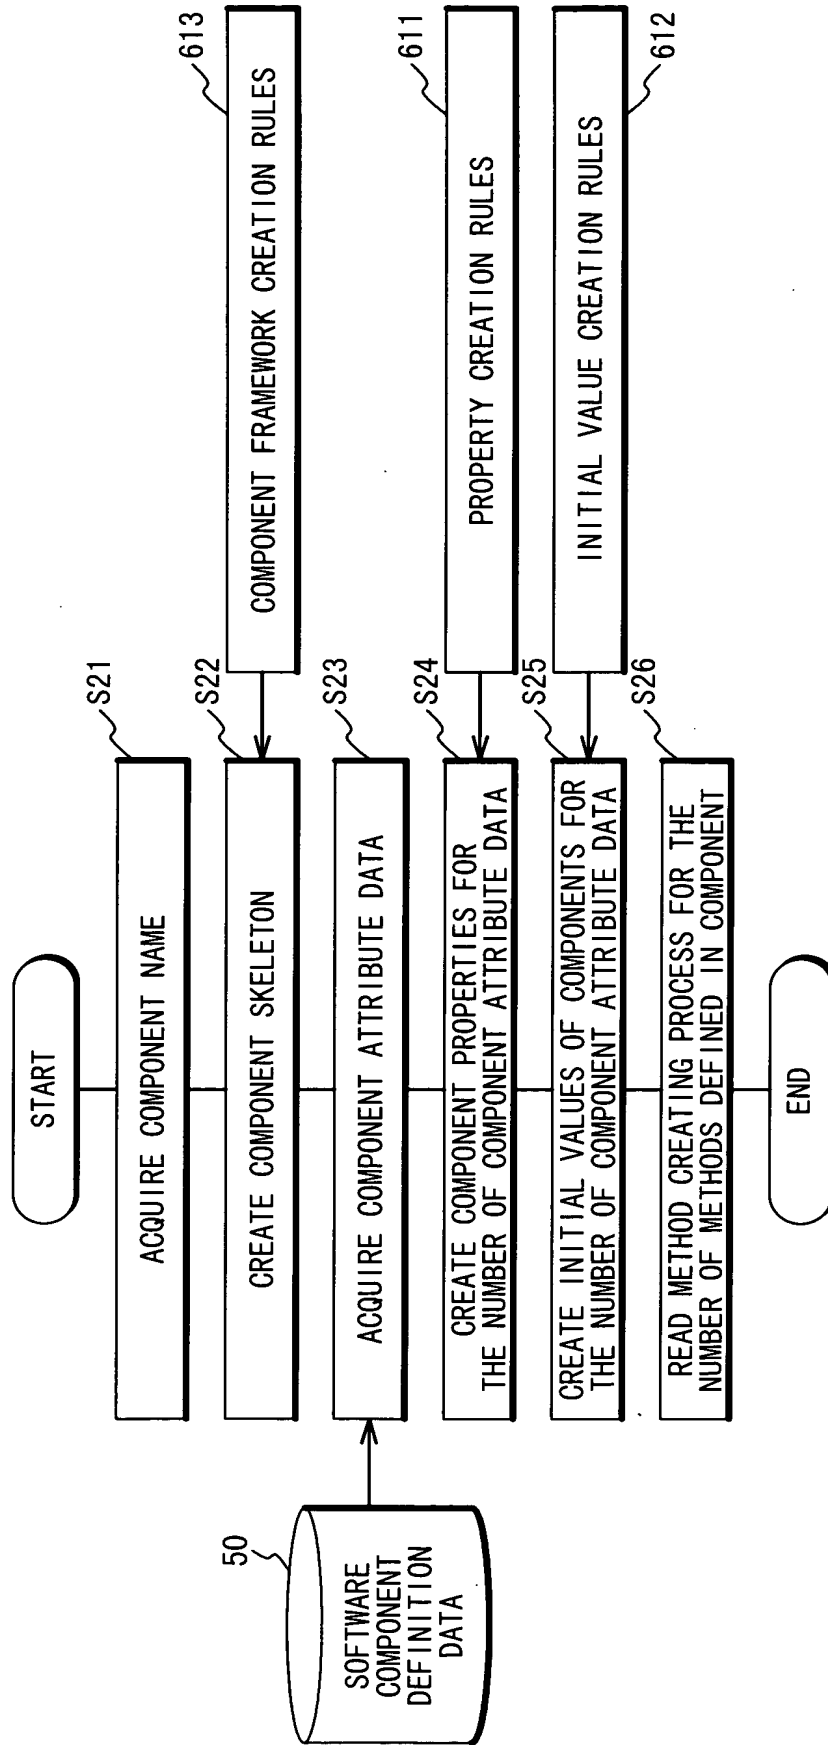 START
S21
ACQUIRE COMPONENT NAME
S22
CREATE COMPONENT SKELETON
613
COMPONENT FRAMEWORK CREATION RULES
50
SOFTWARE
COMPONENT
DEFINITION
DATA
S23
ACQUIRE COMPONENT ATTRIBUTE DATA
S24
CREATE COMPONENT PROPERTIES FOR
THE NUMBER OF COMPONENT ATTRIBUTE DATA
611
PROPERTY CREATION RULES
S25
CREATE INITIAL VALUES OF COMPONENTS FOR
THE NUMBER OF COMPONENT ATTRIBUTE DATA
612
INITIAL VALUE CREATION RULES
S26
READ METHOD CREATING PROCESS FOR THE
NUMBER OF METHODS DEFINED IN COMPONENT
END